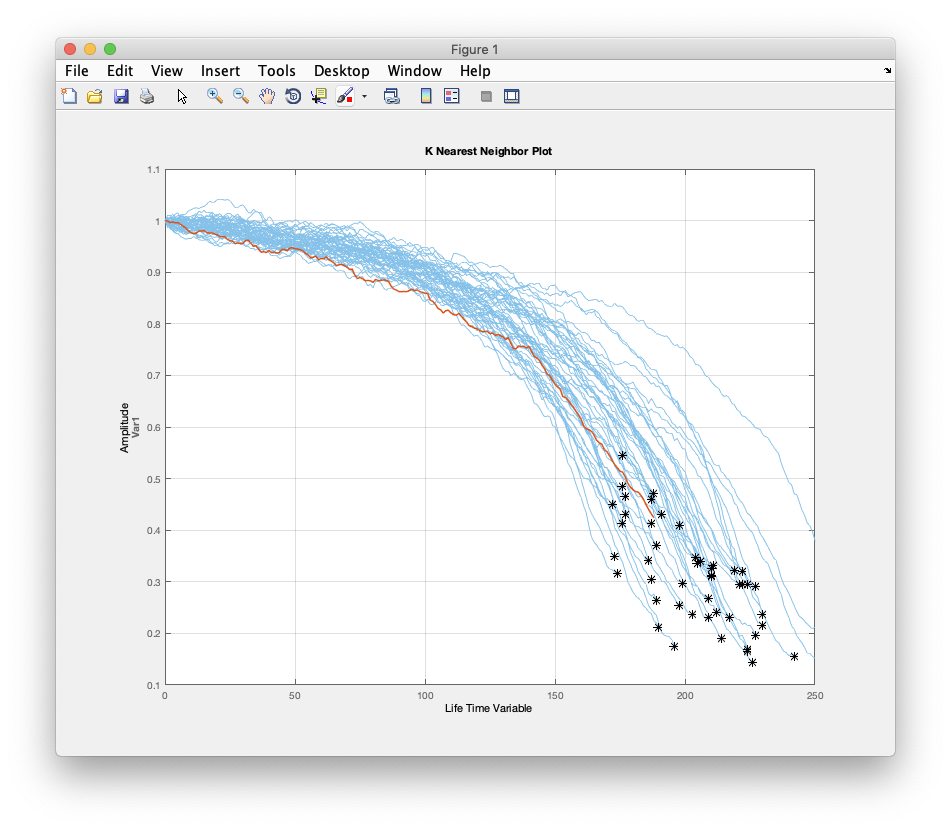 Figure 1
File Edit View Insert Tools Desktop Window Help
K Nearest Neighbor Plot
1.1
1
0.9
0.8
0.7
0.6
0.5
0.4
0.3
0.2
0.1
Amplitude
Var1
0 50 100 150 200 250
Life Time Variable